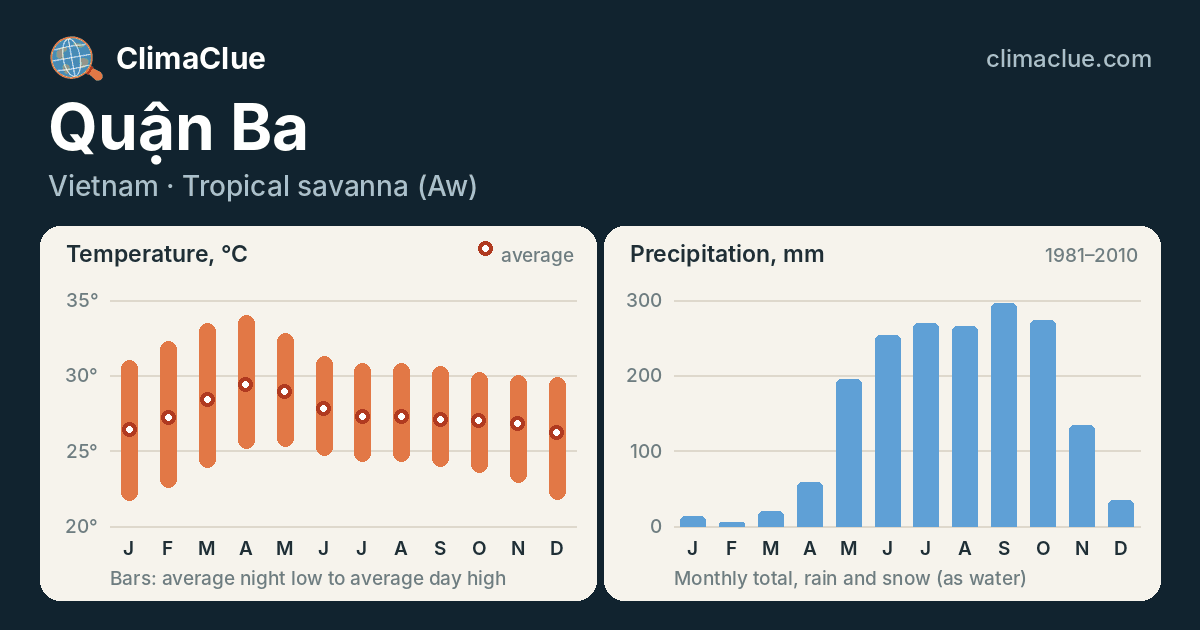 ClimaClue
climaclue.com
Quận Ba
Vietnam · Tropical savanna (Aw)
Temperature, °C
average
35°
30°
25°
20°
J F M A M J J A S O N D
Bars: average night low to average day high
Precipitation, mm
1981–2010
300
200
100
0
J F M A M J J A S O N D
Monthly total, rain and snow (as water)